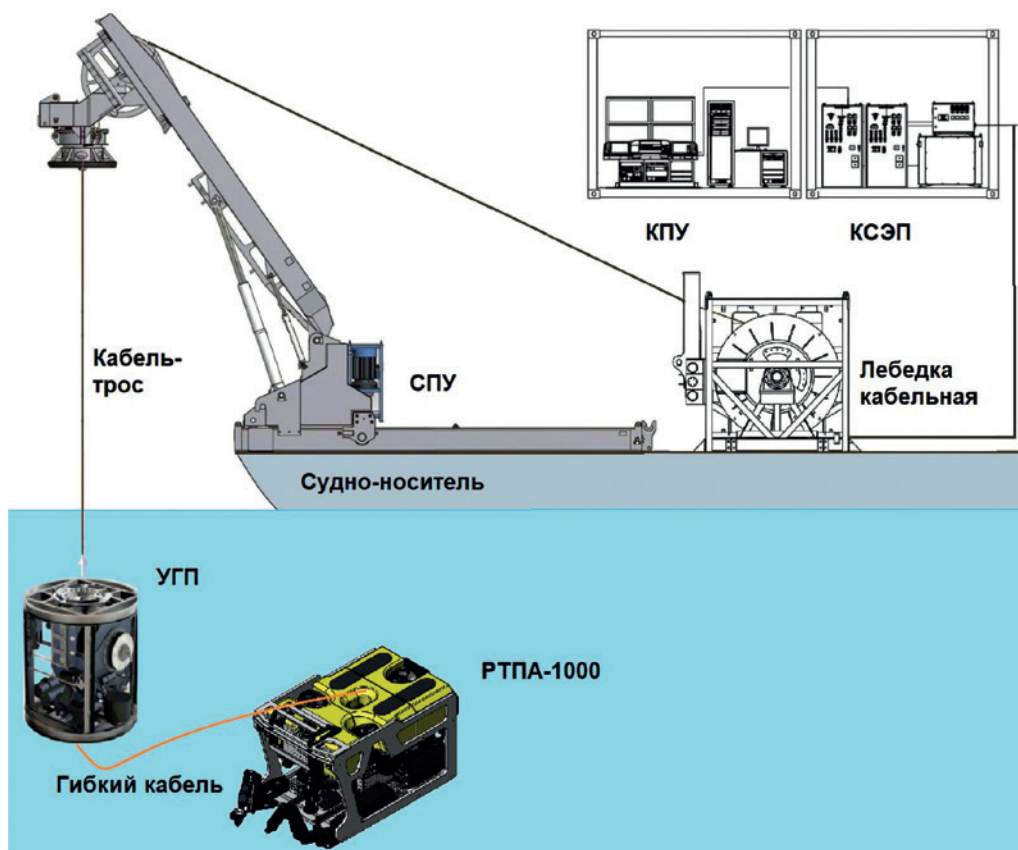 КПУ
КСЭП
Кабель-
трос
СПУ
Лебедка
кабельная
Судно-носитель
УГП
РТПА-1000
Гибкий кабель